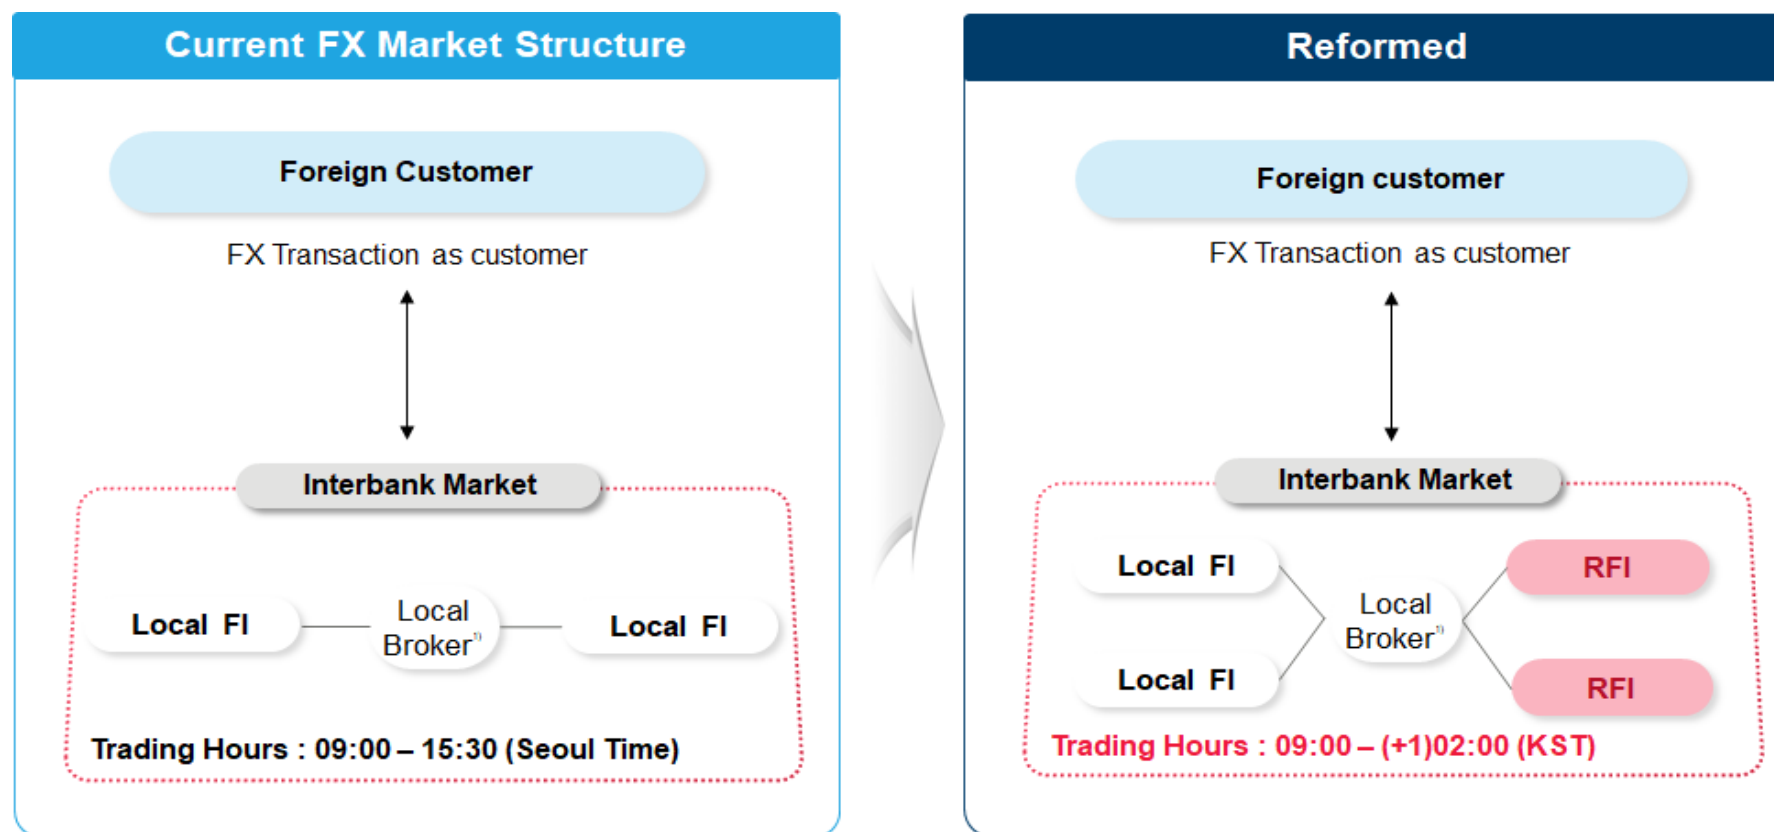 Current FX Market Structure
Foreign Customer
FX Transaction as customer
Interbank Market
Local FI
Local
Broker¹⁾
Local FI
Trading Hours : 09:00 – 15:30 (Seoul Time)
Reformed
Foreign customer
FX Transaction as customer
Interbank Market
Local FI
RFI
Local
Broker¹⁾
Local FI
RFI
Trading Hours : 09:00 – (+1)02:00 (KST)